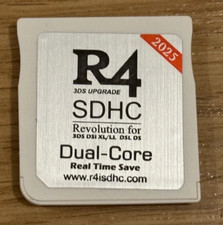 2025
R4
3DS UPGRADE
SDHC
Revolution for
3DS DSi XL/LL DSL DS
Dual-Core
Real Time Save
www.r4isdhc.com